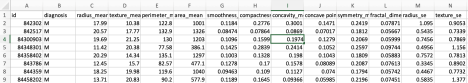 A B C D E F G H I J K L M N
1 id diagnosis radius_mear texture_mea perimeter_m area_mean smoothness_ compactness concavity_m concave poin symmetry_m fractal_dime radius_se texture_se
2 842302 M 17.99 10.38 122.8 1001 0.1184 0.2776 0.3001 0.1471 0.2419 0.07871 1.095 0.9053
3 842517 M 20.57 17.77 132.9 1326 0.08474 0.07864 0.0869 0.07017 0.1812 0.05667 0.5435 0.7339
4 84300903 M 19.69 21.25 130 1203 0.1096 0.1599 0.1974 0.1279 0.2069 0.05999 0.7456 0.7869
5 84348301 M 11.42 20.38 77.58 386.1 0.1425 0.2839 0.2414 0.1052 0.2597 0.09744 0.4956 1.156
6 84358402 M 20.29 14.34 135.1 1297 0.1003 0.1328 0.198 0.1043 0.1809 0.05883 0.7572 0.7813
7 843786 M 12.45 15.7 82.57 477.1 0.1278 0.17 0.1578 0.08089 0.2087 0.07613 0.3345 0.8902
8 844359 M 18.25 19.98 119.6 1040 0.09463 0.109 0.1127 0.074 0.1794 0.05742 0.4467 0.7732
9 84458202 M 13.71 20.83 90.2 577.9 0.1189 0.1645 0.09366 0.05985 0.2196 0.07451 0.5835 1.377